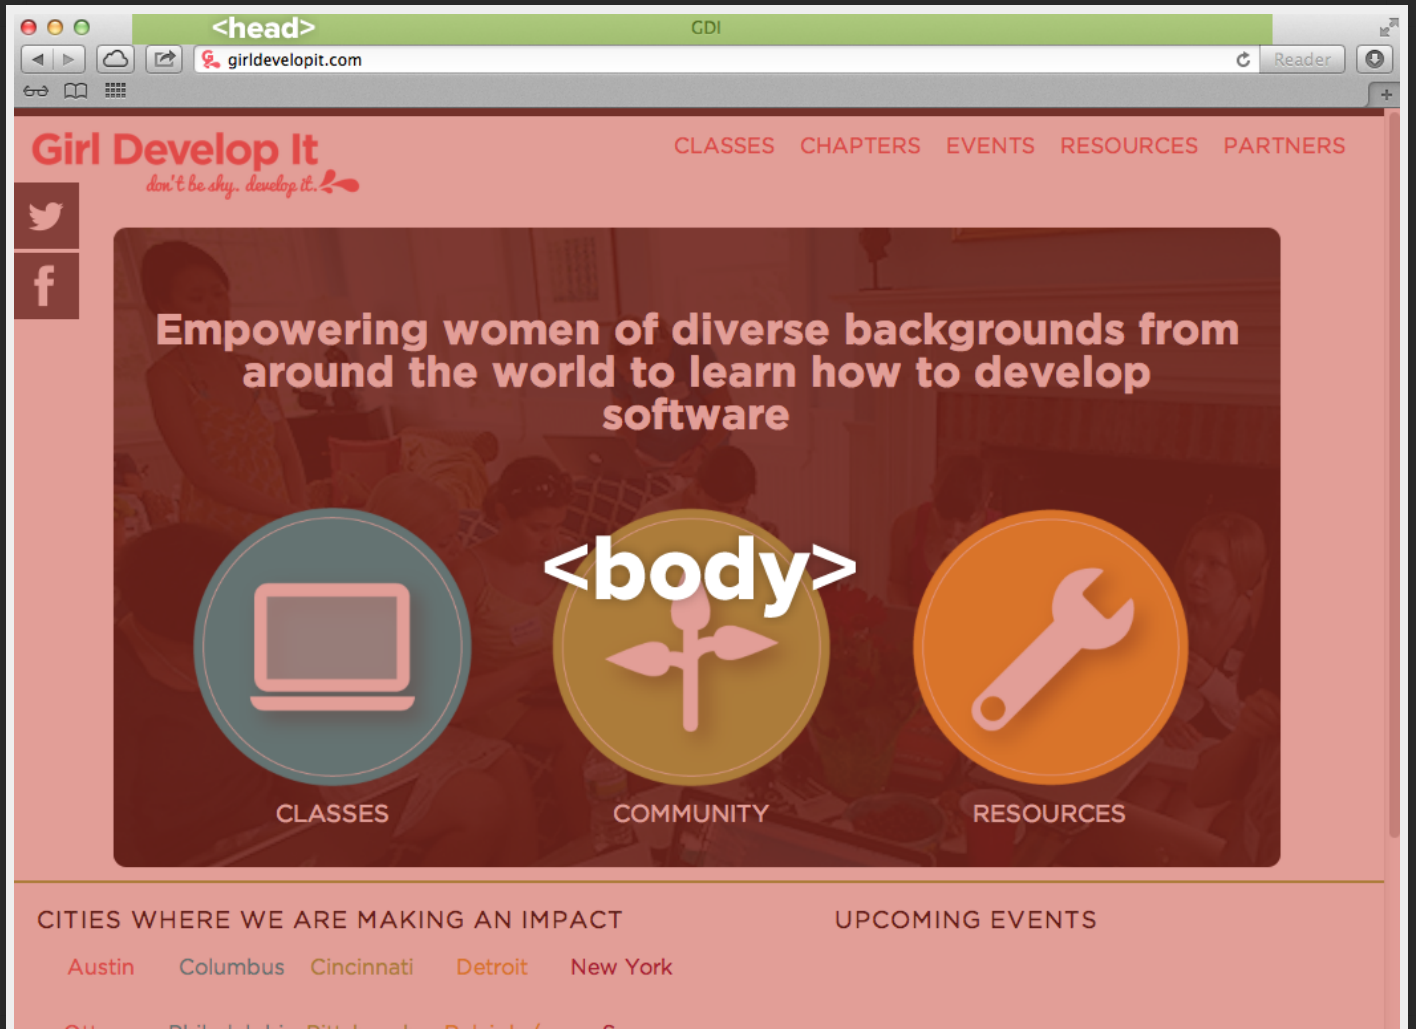 <head>
GDI
girldevelopit.com
Reader
Girl Develop It
don't be shy. develop it.
CLASSES CHAPTERS EVENTS RESOURCES PARTNERS
Empowering women of diverse backgrounds from
around the world to learn how to develop
software
<body>
CLASSES COMMUNITY RESOURCES
CITIES WHERE WE ARE MAKING AN IMPACT
UPCOMING EVENTS
Austin Columbus Cincinnati Detroit New York